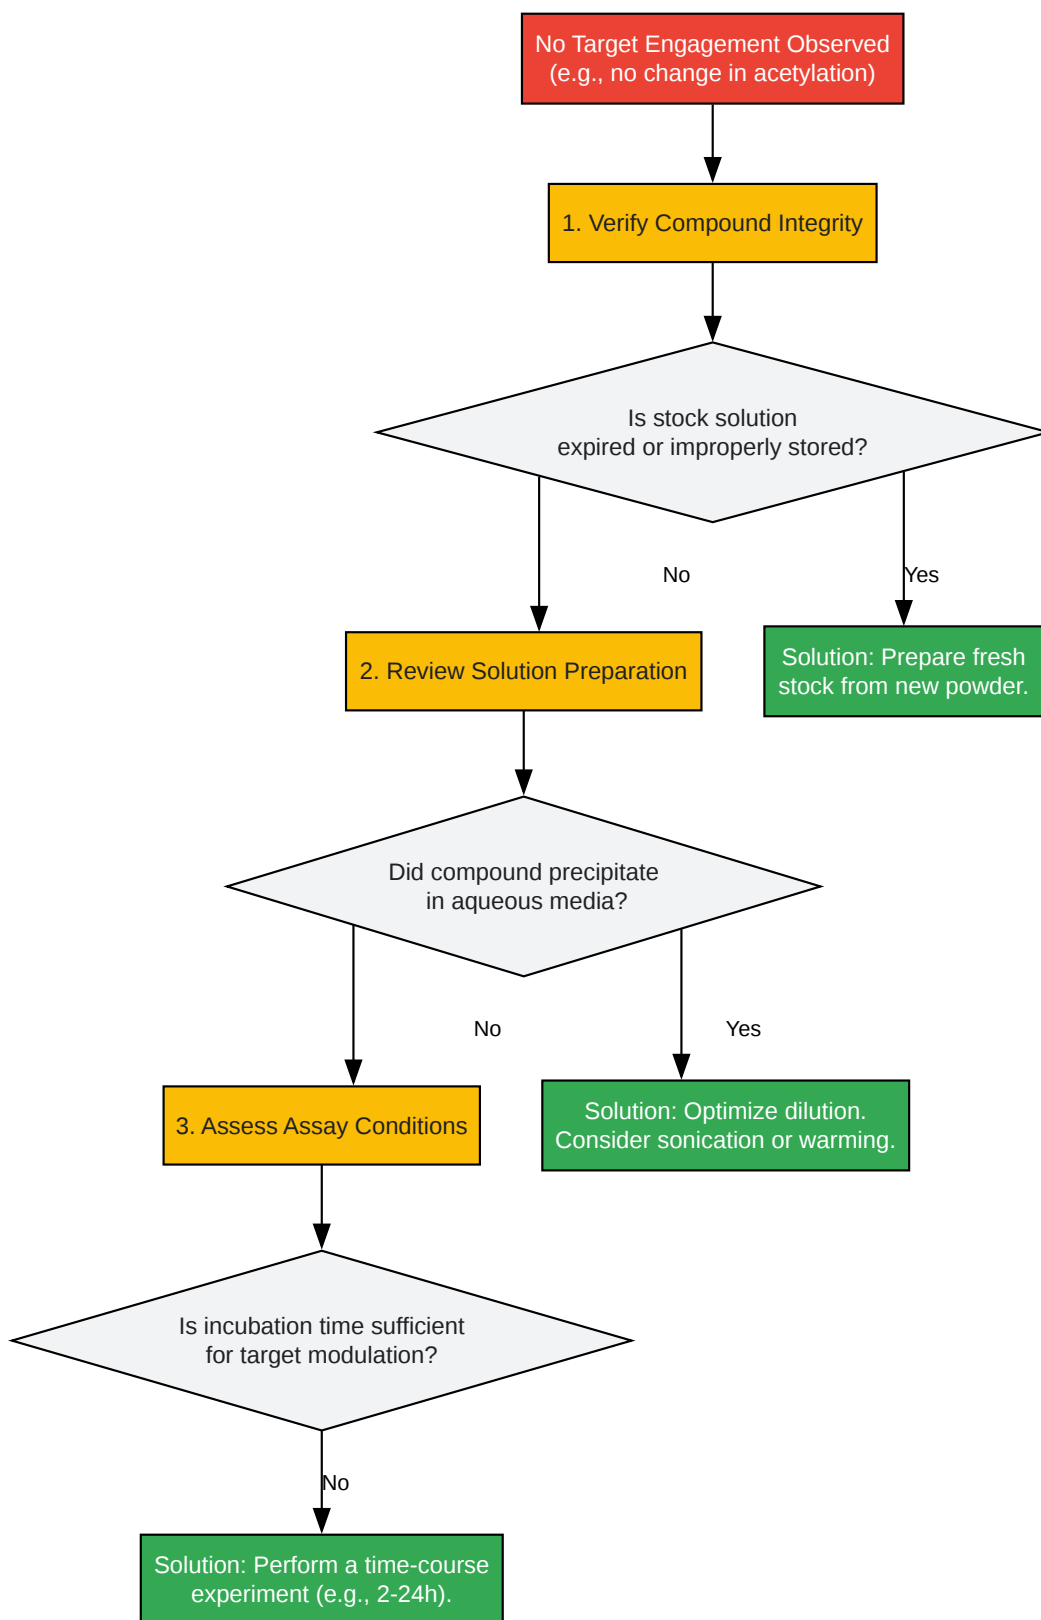 No Target Engagement Observed
(e.g., no change in acetylation)
1. Verify Compound Integrity
Is stock solution
expired or improperly stored?
No
Yes
2. Review Solution Preparation
Solution: Prepare fresh
stock from new powder.
Did compound precipitate
in aqueous media?
No
Yes
3. Assess Assay Conditions
Solution: Optimize dilution.
Consider sonication or warming.
Is incubation time sufficient
for target modulation?
No
Solution: Perform a time-course
experiment (e.g., 2-24h).